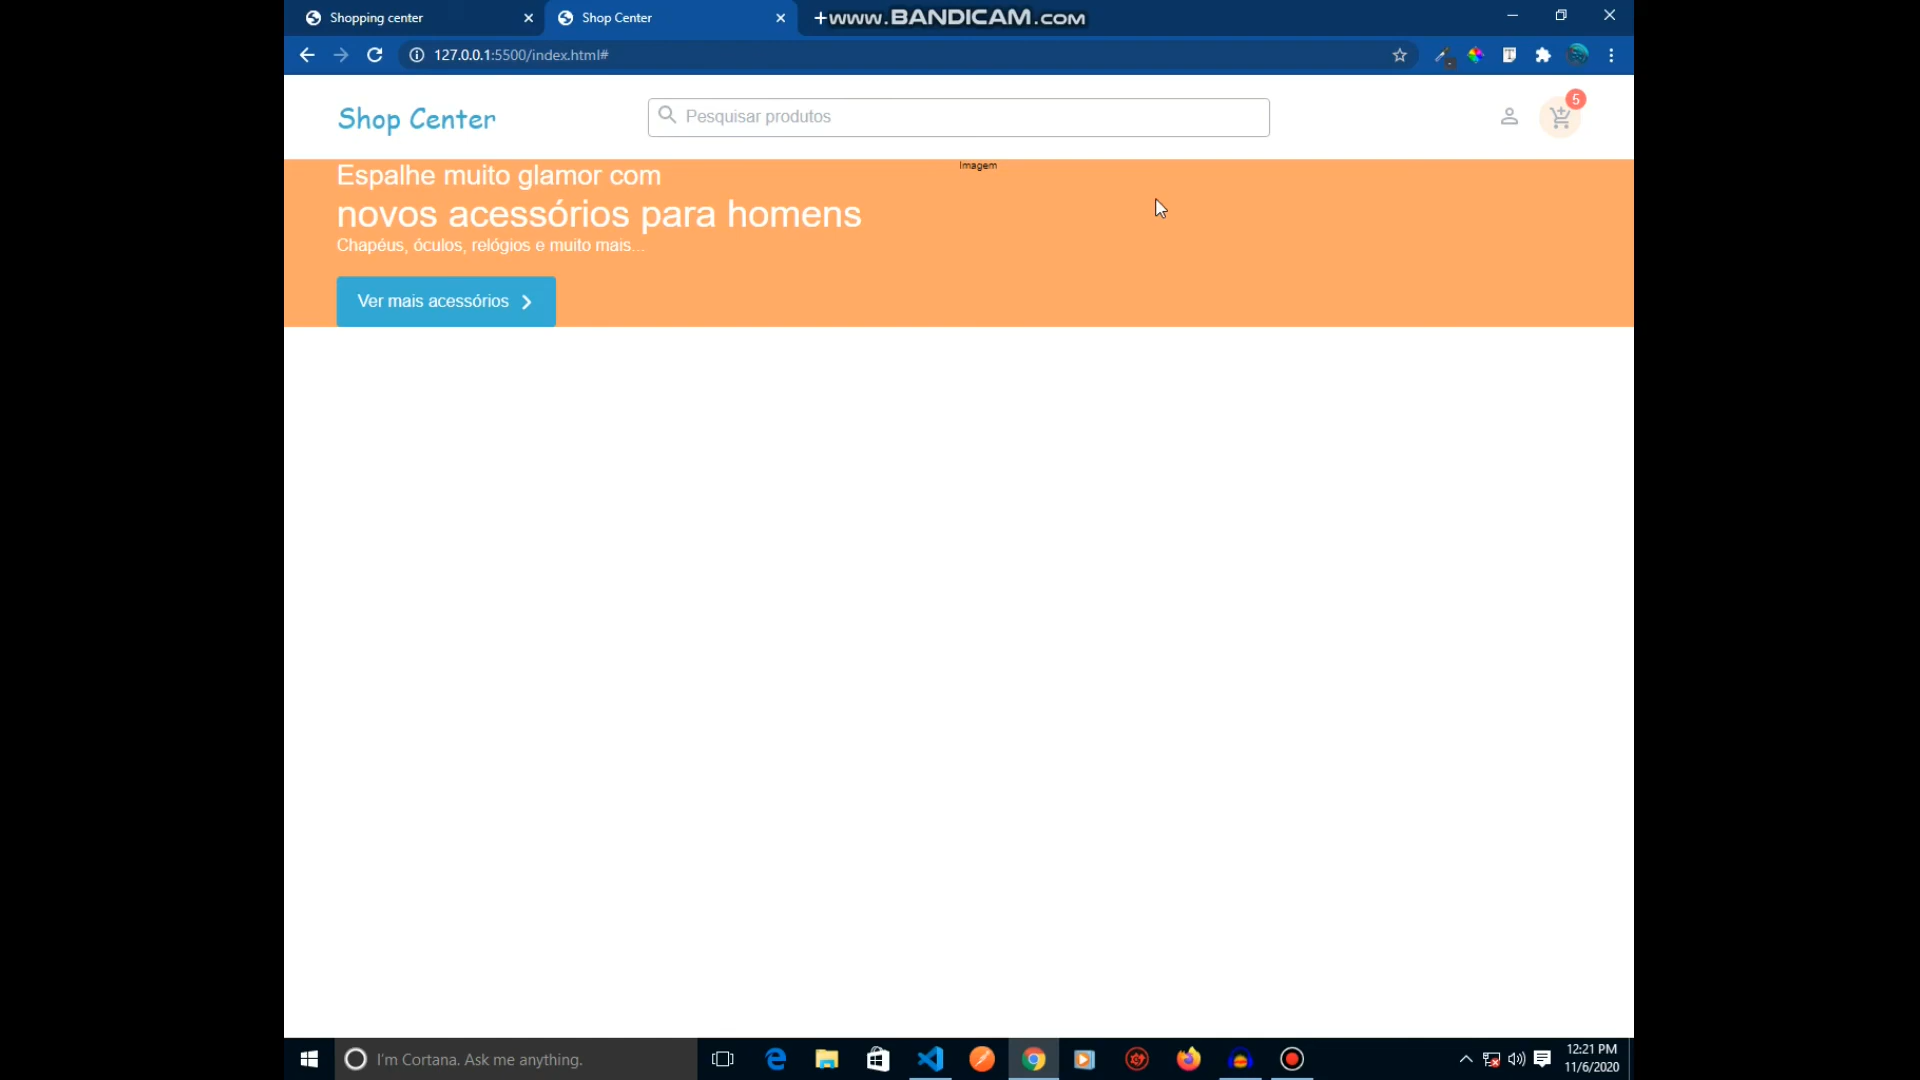 Shopping center
Shop Center
www.BANDICAM.com
127.0.0.1:5500/index.html#
Shop Center
Pesquisar produtos
5
Espalhe muito glamor com
Imagem
novos acessórios para homens
Chapéus, óculos, relógios e muito mais...
Ver mais acessórios
I'm Cortana. Ask me anything.
12:21 PM
11/6/2020